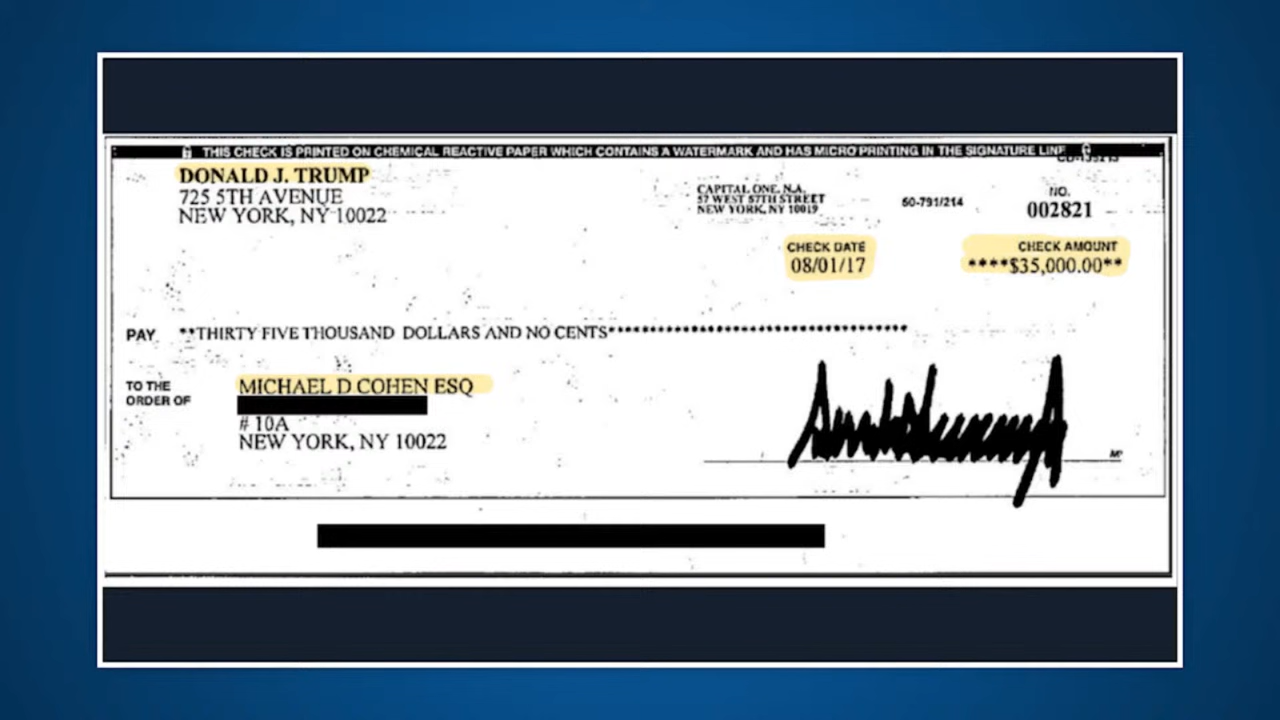 THIS CHECK IS PRINTED ON CHEMICAL REACTIVE PAPER WHICH CONTAINS A WATERMARK AND HAS MICRO PRINTING IN THE SIGNATURE LINE
DONALD J. TRUMP
725 5TH AVENUE
NEW YORK, NY 10022
CAPITAL ONE, N.A.
57 WEST 57TH STREET
NEW YORK, NY 10019
50-791/214
NO.
002821
CHECK DATE
08/01/17
CHECK AMOUNT
****$35,000.00**
PAY **THIRTY FIVE THOUSAND DOLLARS AND NO CENTS****************************************
TO THE
ORDER OF
MICHAEL D COHEN ESQ
# 10A
NEW YORK, NY 10022
MP